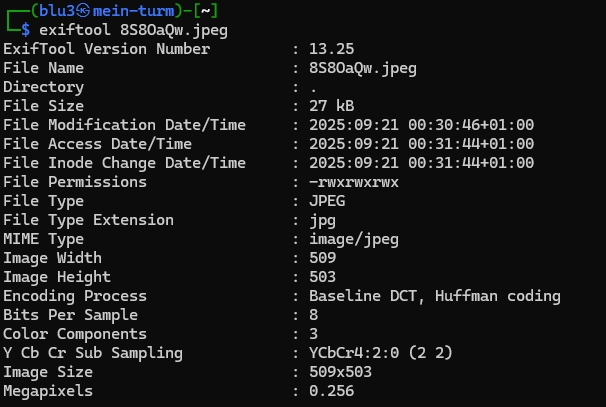 ┌──(blu3㉿mein-turm)-[~]
└─$ exiftool 8S8OaQw.jpeg
ExifTool Version Number         : 13.25
File Name                       : 8S8OaQw.jpeg
Directory                       : .
File Size                       : 27 kB
File Modification Date/Time     : 2025:09:21 00:30:46+01:00
File Access Date/Time           : 2025:09:21 00:31:44+01:00
File Inode Change Date/Time     : 2025:09:21 00:31:44+01:00
File Permissions                : -rwxrwxrwx
File Type                       : JPEG
File Type Extension             : jpg
MIME Type                       : image/jpeg
Image Width                     : 509
Image Height                    : 503
Encoding Process                : Baseline DCT, Huffman coding
Bits Per Sample                 : 8
Color Components                : 3
Y Cb Cr Sub Sampling            : YCbCr4:2:0 (2 2)
Image Size                      : 509x503
Megapixels                      : 0.256